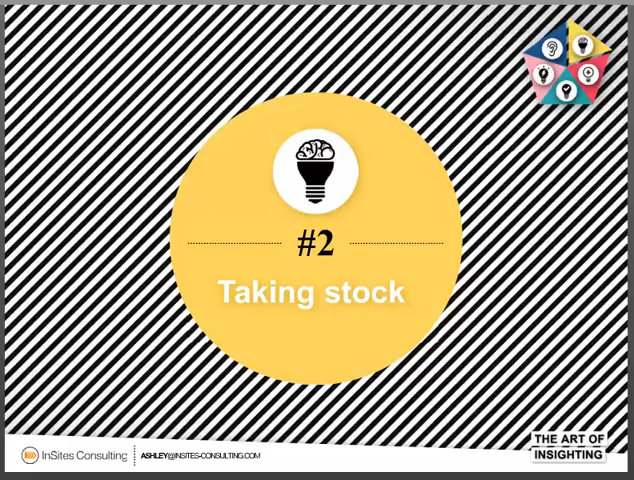 #2
Taking stock
InSites Consulting
ASHLEY@INSITES-CONSULTING.COM
THE ART OF
INSIGHTING